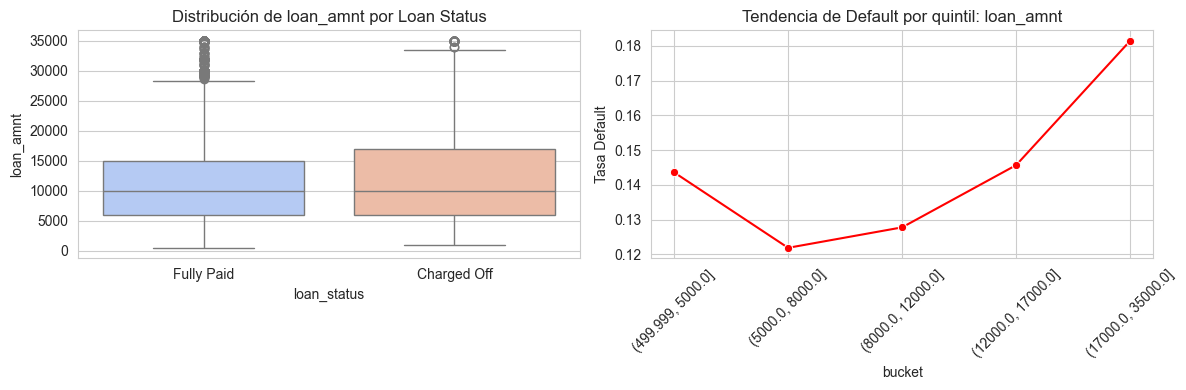 Distribución de loan_amnt por Loan Status
35000
30000
25000
20000
15000
10000
5000
0
loan_amnt
Fully Paid
Charged Off
loan_status
Tendencia de Default por quintil: loan_amnt
0.18
0.17
0.16
0.15
0.14
0.13
0.12
Tasa Default
(499.999, 5000.0]
(5000.0, 8000.0]
(8000.0, 12000.0]
(12000.0, 17000.0]
(17000.0, 35000.0]
bucket